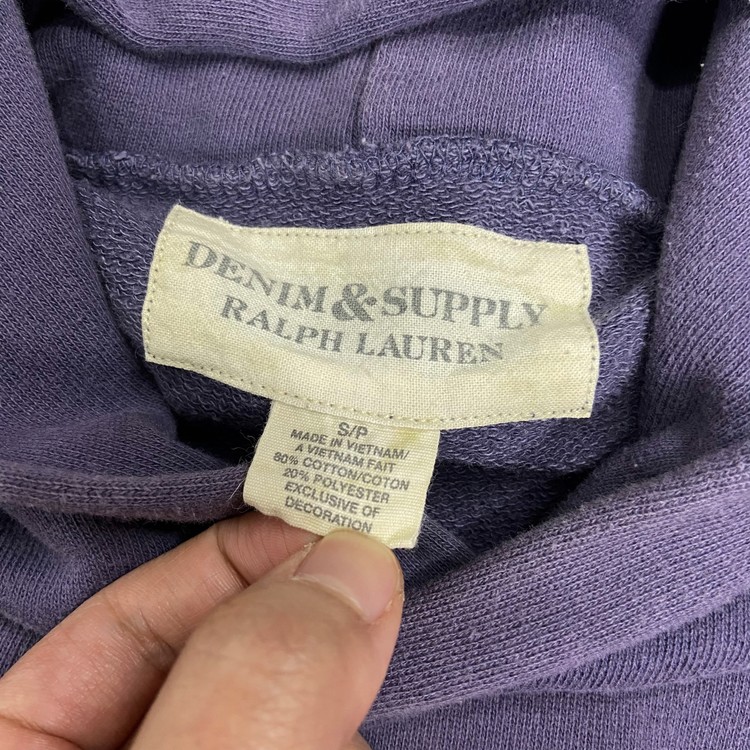 DENIM & SUPPLY
RALPH LAUREN
S/P
MADE IN VIETNAM/
A VIETNAM FAIT
80% COTTON/COTON
20% POLYESTER
EXCLUSIVE OF
DECORATION